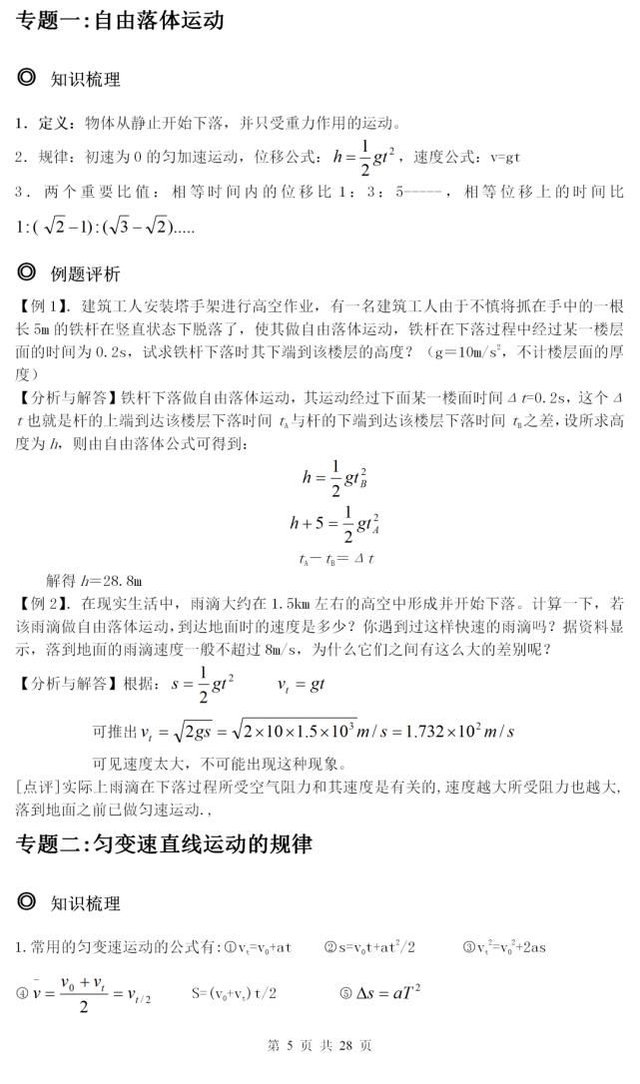 专题一:自由落体运动
◎ 知识梳理
1．定义：物体从静止开始下落，并只受重力作用的运动。
2．规律：初速为 0 的匀加速运动，位移公式：$h=\frac{1}{2}gt^2$，速度公式：v=gt
3．两个重要比值：相等时间内的位移比 1：3：5-----，相等位移上的时间比
$1:(\sqrt{2}-1):(\sqrt{3}-\sqrt{2})$.....
◎ 例题评析
【例 1】．建筑工人安装塔手架进行高空作业，有一名建筑工人由于不慎将抓在手中的一根
长 5m 的铁杆在竖直状态下脱落了，使其做自由落体运动，铁杆在下落过程中经过某一楼层
面的时间为 0.2s，试求铁杆下落时其下端到该楼层的高度？（g＝10m/s²，不计楼层面的厚
度）
【分析与解答】铁杆下落做自由落体运动，其运动经过下面某一楼面时间Δt=0.2s，这个Δ
t 也就是杆的上端到达该楼层下落时间 $t_A$ 与杆的下端到达该楼层下落时间 $t_B$ 之差，设所求高
度为 h，则由自由落体公式可得到：
$h=\frac{1}{2}gt_B^2$
$h+5=\frac{1}{2}gt_A^2$
$t_A－t_B＝Δt$
解得 h＝28.8m
【例 2】．在现实生活中，雨滴大约在 1.5km 左右的高空中形成并开始下落。计算一下，若
该雨滴做自由落体运动，到达地面时的速度是多少？你遇到过这样快速的雨滴吗？据资料显
示，落到地面的雨滴速度一般不超过 8m/s，为什么它们之间有这么大的差别呢？
【分析与解答】根据：$s=\frac{1}{2}gt^2$ $v_t=gt$
可推出 $v_t=\sqrt{2gs}=\sqrt{2×10×1.5×10^3}m/s=1.732×10^2m/s$
可见速度太大，不可能出现这种现象。
[点评]实际上雨滴在下落过程所受空气阻力和其速度是有关的,速度越大所受阻力也越大,
落到地面之前已做匀速运动.,
专题二:匀变速直线运动的规律
◎ 知识梳理
1.常用的匀变速运动的公式有:①$v_t=v_0+at$ ②$s=v_0t+at^2/2$ ③$v_t^2=v_0^2+2as$
④$\bar{v}=\frac{v_0+v_t}{2}=v_{t/2}$ $S=(v_0+v_t)t/2$ ⑤$\Delta s=aT^2$
第 5 页 共 28 页